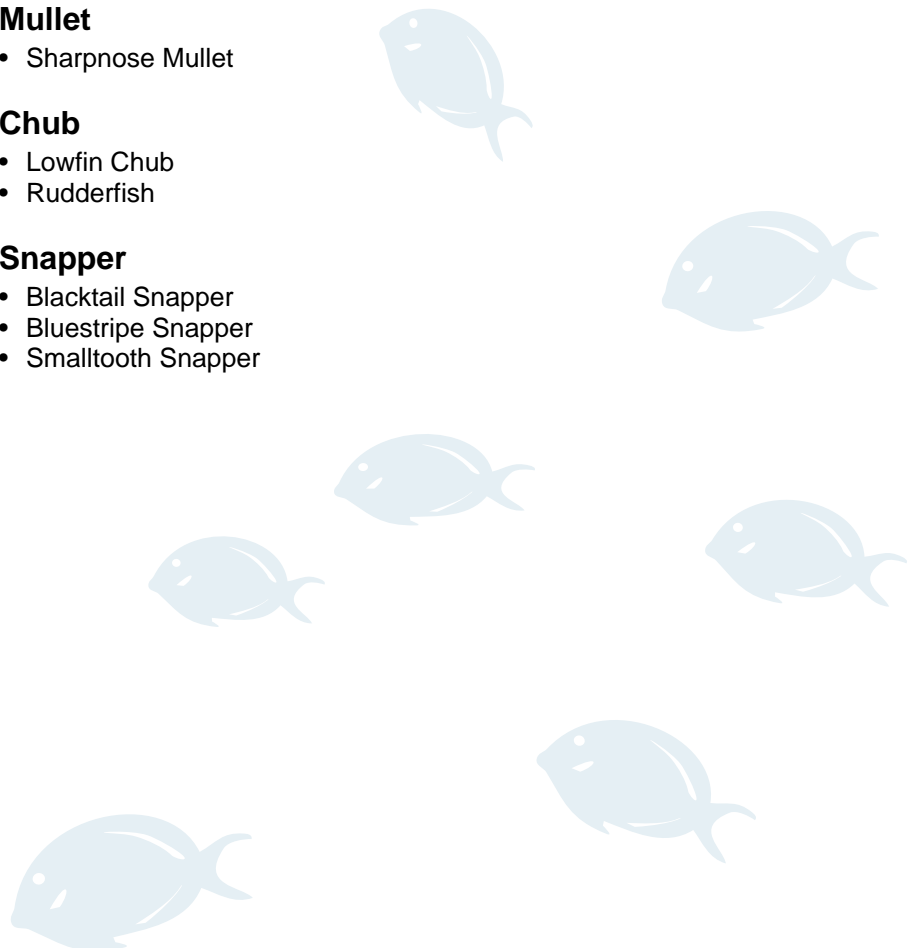 Mullet
• Sharpnose Mullet
Chub
• Lowfin Chub
• Rudderfish
Snapper
• Blacktail Snapper
• Bluestripe Snapper
• Smalltooth Snapper